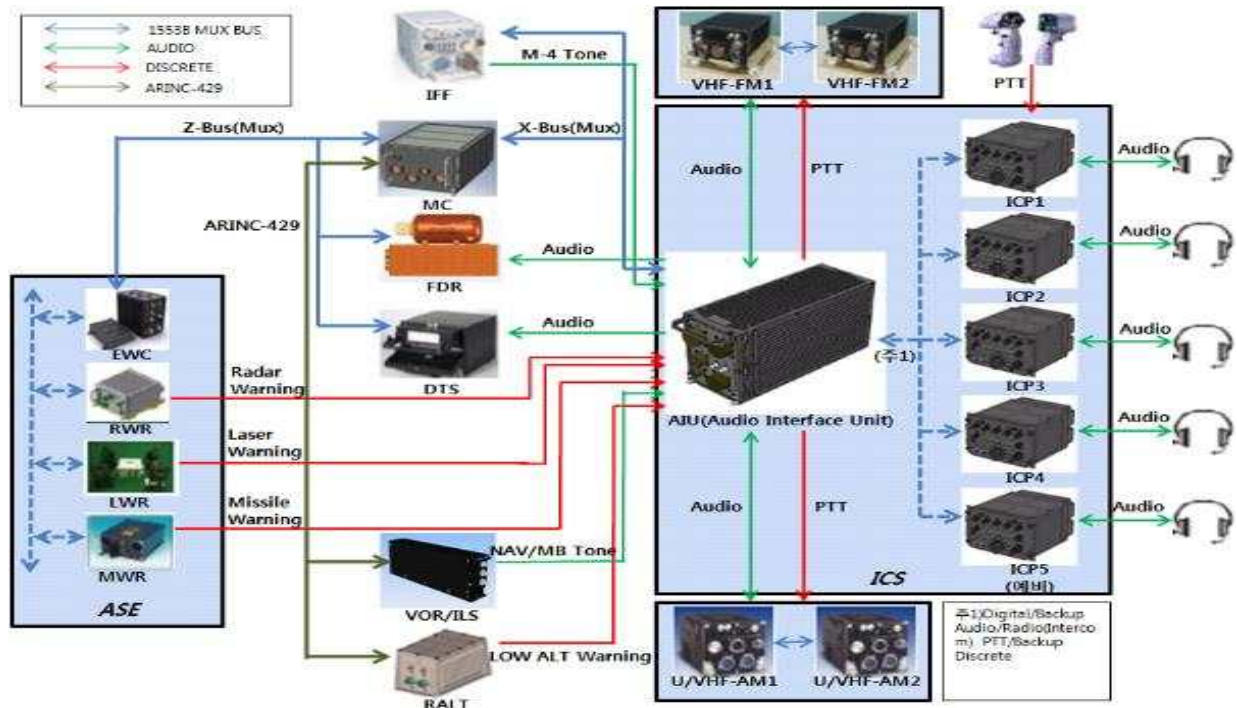 1553B MUX BUS
AUDIO
DISCRETE
ARINC-429
M-4 Tone
IFF
VHF-FM1
VHF-FM2
PTT
Z-Bus(Mux)
X-Bus(Mux)
MC
ARINC-429
Audio
PTT
Audio
ICP1
FDR
Audio
Audio
ICP2
EWC
DTS
Audio
(주1)
Audio
ICP3
Radar
Warning
RWR
AIU(Audio Interface Unit)
Laser
Warning
LWR
Audio
ICP4
Missile
Warning
MWR
Audio
PTT
Audio
ICP5
(예비)
NAV/MB Tone
VOR/ILS
ASE
ICS
LOW ALT Warning
RALT
U/VHF-AM1
U/VHF-AM2
주1)Digital/Backup
Audio/Radio(Interco
m) PTT/Backup
Discrete